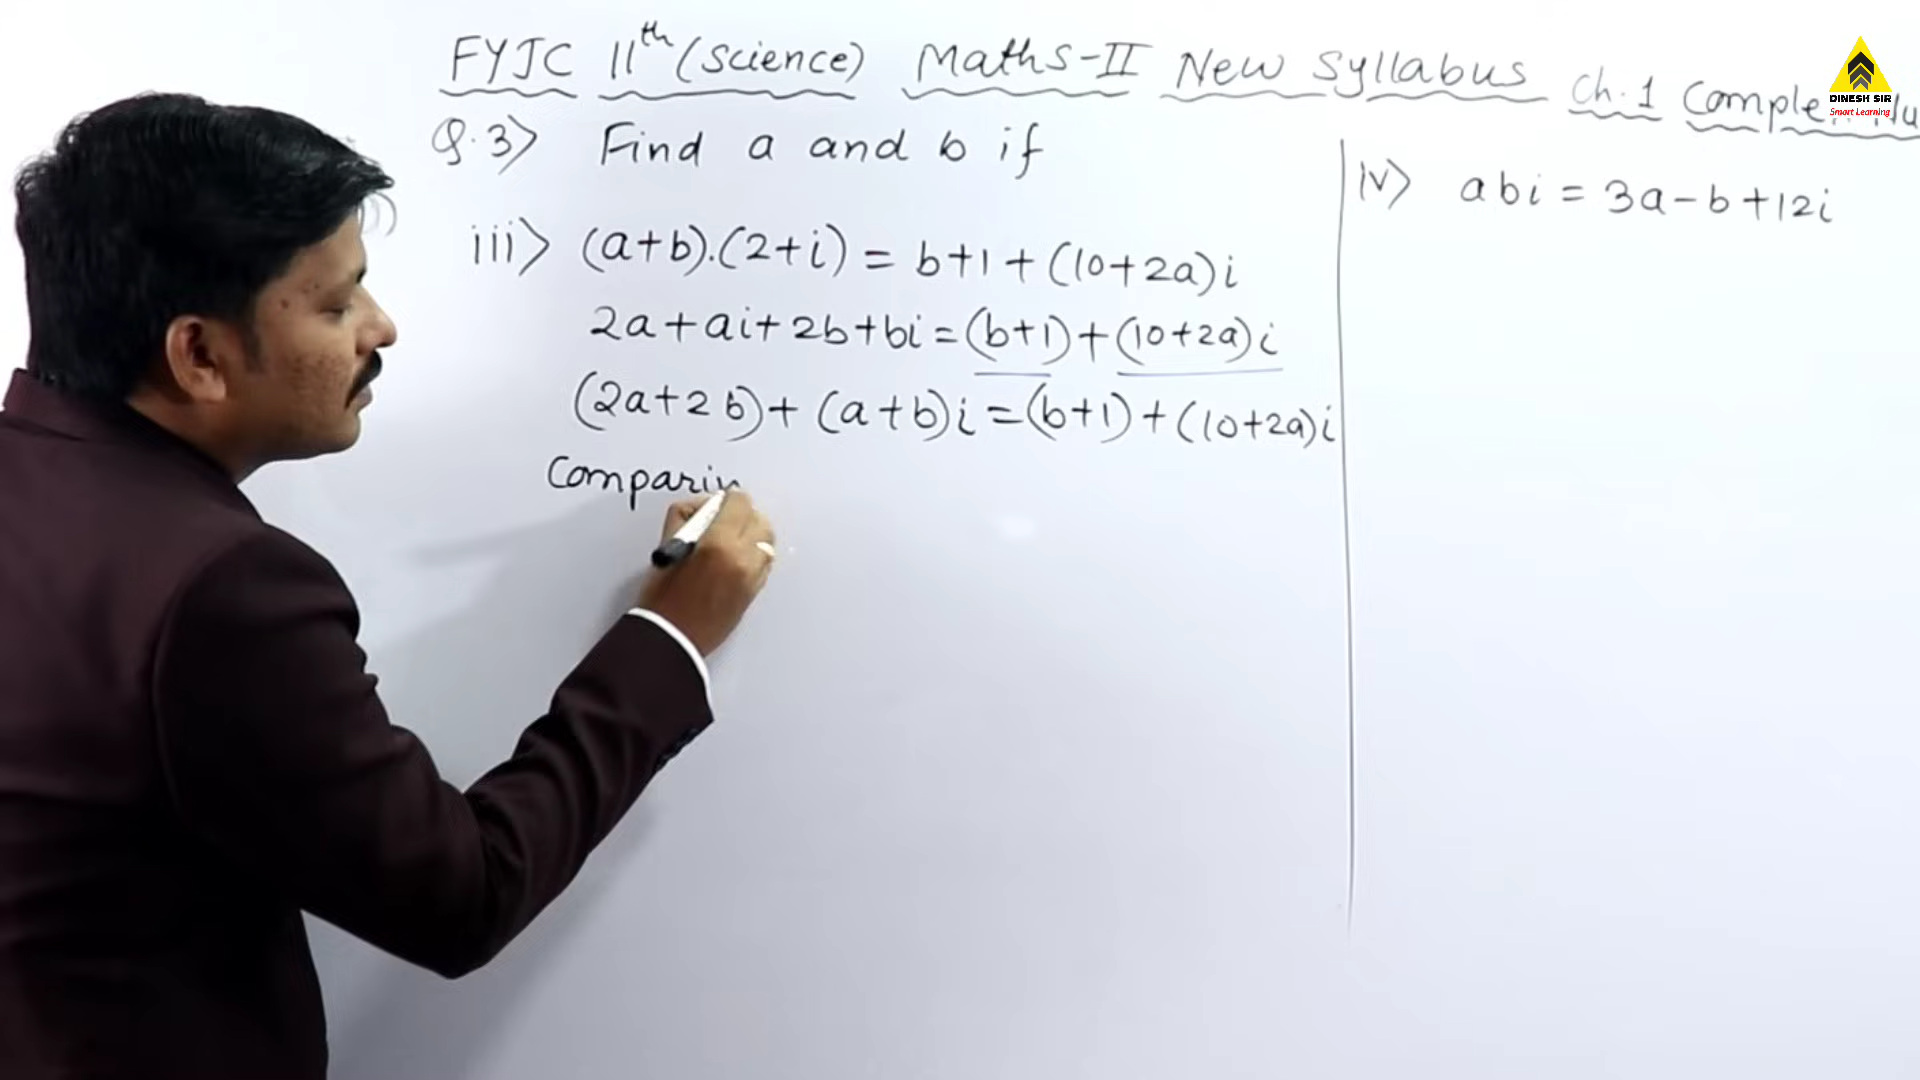 FYJC 11th (Science) Maths-II New Syllabus Ch.1
Q.3> Find a and b if
iii> (a+b).(2+i) = b+1+(10+2a)i
2a+ai+2b+bi=(b+1)+(10+2a)i
(2a+2b)+(a+b)i=(b+1)+(10+2a)i
Comparin
iv> abi = 3a-b+12i
DINESH SIR
Smart Learning